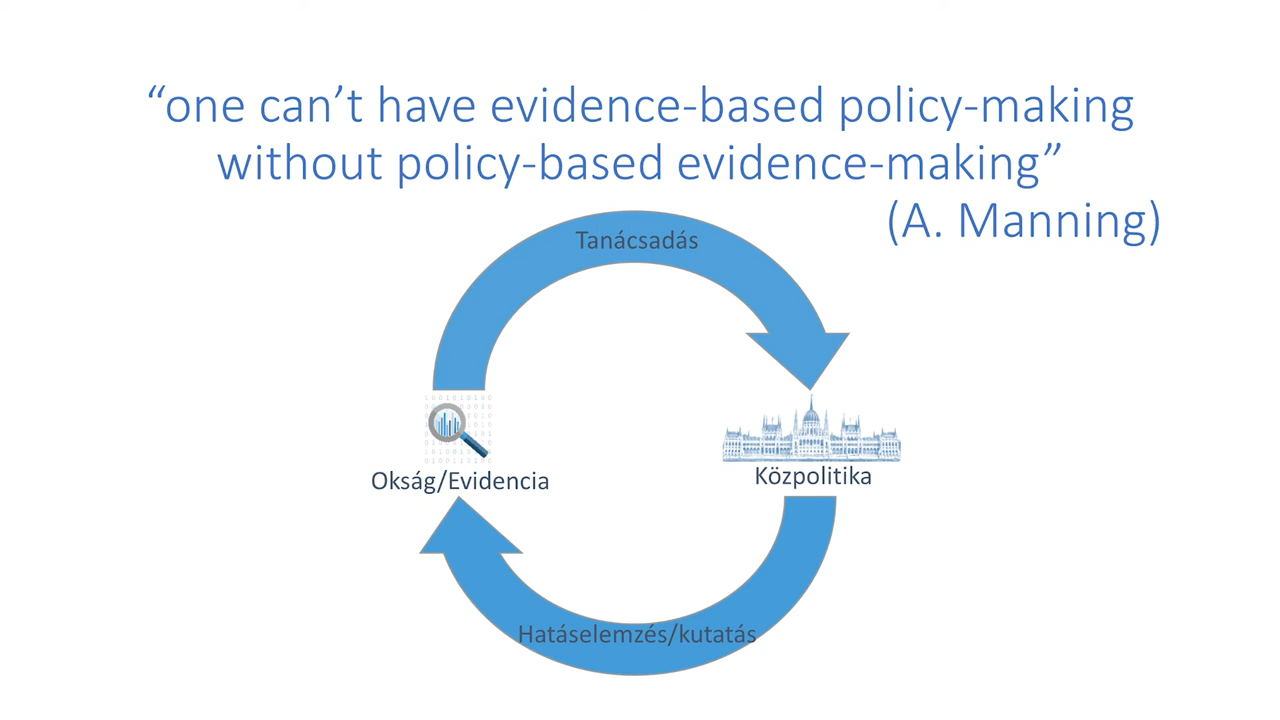 “one can’t have evidence-based policy-making
without policy-based evidence-making”
(A. Manning)
Tanácsadás
Okság/Evidencia
Közpolitika
Hatáselemzés/kutatás